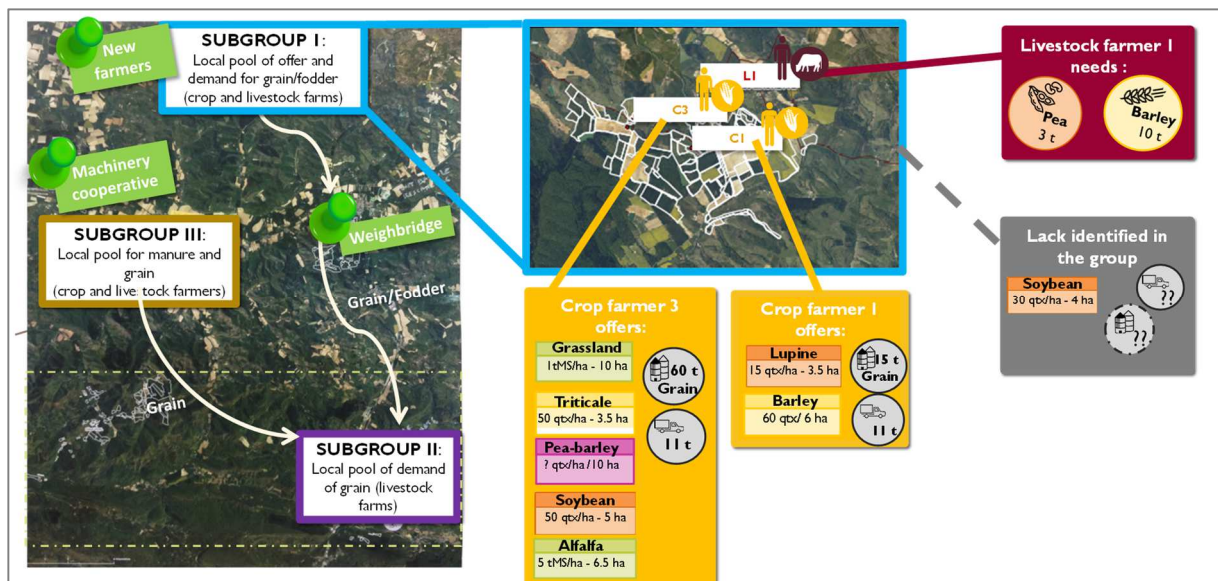 New
farmers
SUBGROUP I:
Local pool of offer and
demand for grain/fodder
(crop and livestock farms)
Machinery
cooperative
SUBGROUP III:
Local pool for manure and
grain
(crop and live tock farmers)
Weighbridge
Grain/Fodder
Grain
SUBGROUP II:
Local pool of demand
of grain (livestock
farms)
L1
C3
C1
Livestock farmer 1
needs :
Pea
3 t
Barley
10 t
Lack identified in
the group
Soybean
30 qtx/ha - 4 ha
??
??
Crop farmer 3
offers:
Grassland
1tMS/ha - 10 ha
60 t
Grain
Triticale
50 qtx/ha - 3.5 ha
11 t
Pea-barley
? qtx/ha /10 ha
Soybean
50 qtx/ha - 5 ha
Alfalfa
5 tMS/ha - 6.5 ha
Crop farmer 1
offers:
Lupine
15 qtx/ha - 3.5 ha
15 t
Grain
Barley
60 qtx/ 6 ha
11 t